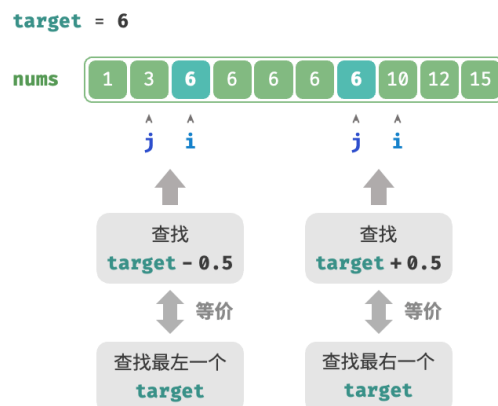 target = 6
nums 1 3 6 6 6 6 6 10 12 15
j i j i
查找 查找
target - 0.5 target + 0.5
等价 等价
查找最左一个 查找最右一个
target target